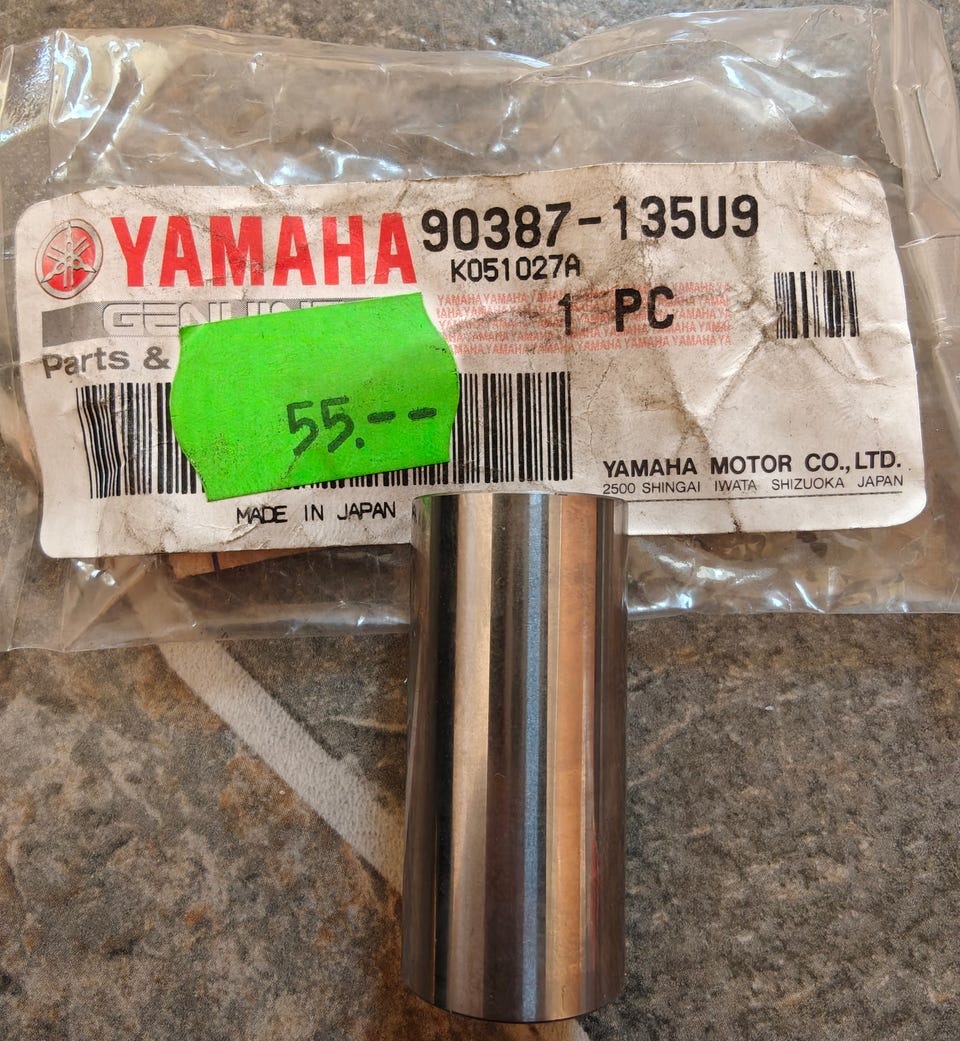 YAMAHA 90387-135U9
K051027A
GENUINE
1 PC
Parts &
55.--
YAMAHA MOTOR CO., LTD.
2500 SHINGAI IWATA SHIZUOKA JAPAN
MADE IN JAPAN